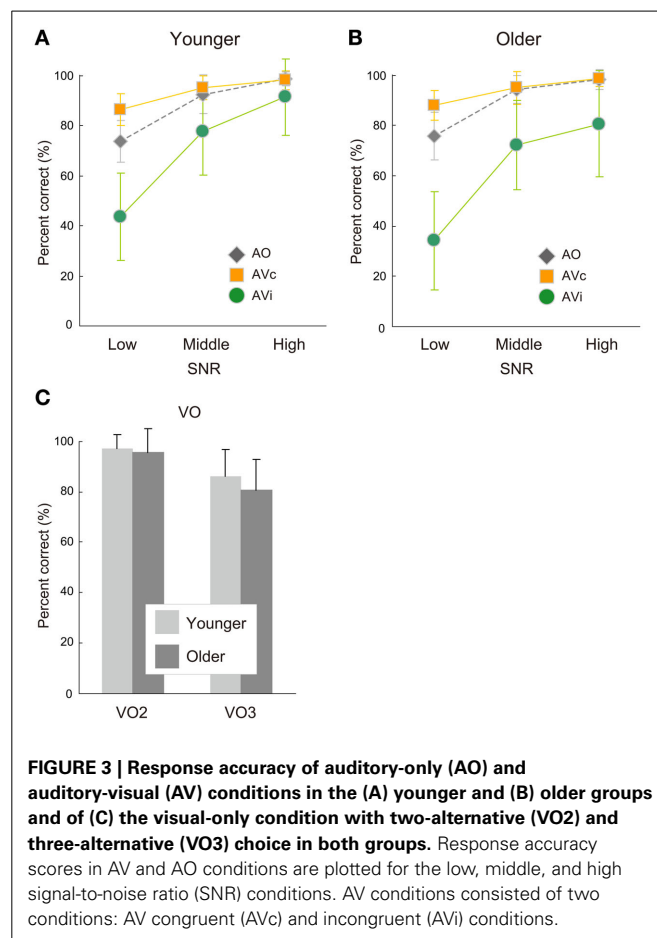 A
Younger
100
80
60
40
20
0
Percent correct (%)
AO
AVc
AVi
Low
Middle
High
SNR
B
Older
100
80
60
40
20
0
Percent correct (%)
AO
AVc
AVi
Low
Middle
High
SNR
C
VO
100
80
60
40
20
0
Percent correct (%)
Younger
Older
VO2
VO3
FIGURE 3 | Response accuracy of auditory-only (AO) and
auditory-visual (AV) conditions in the (A) younger and (B) older groups
and of (C) the visual-only condition with two-alternative (VO2) and
three-alternative (VO3) choice in both groups. Response accuracy
scores in AV and AO conditions are plotted for the low, middle, and high
signal-to-noise ratio (SNR) conditions. AV conditions consisted of two
conditions: AV congruent (AVc) and incongruent (AVi) conditions.